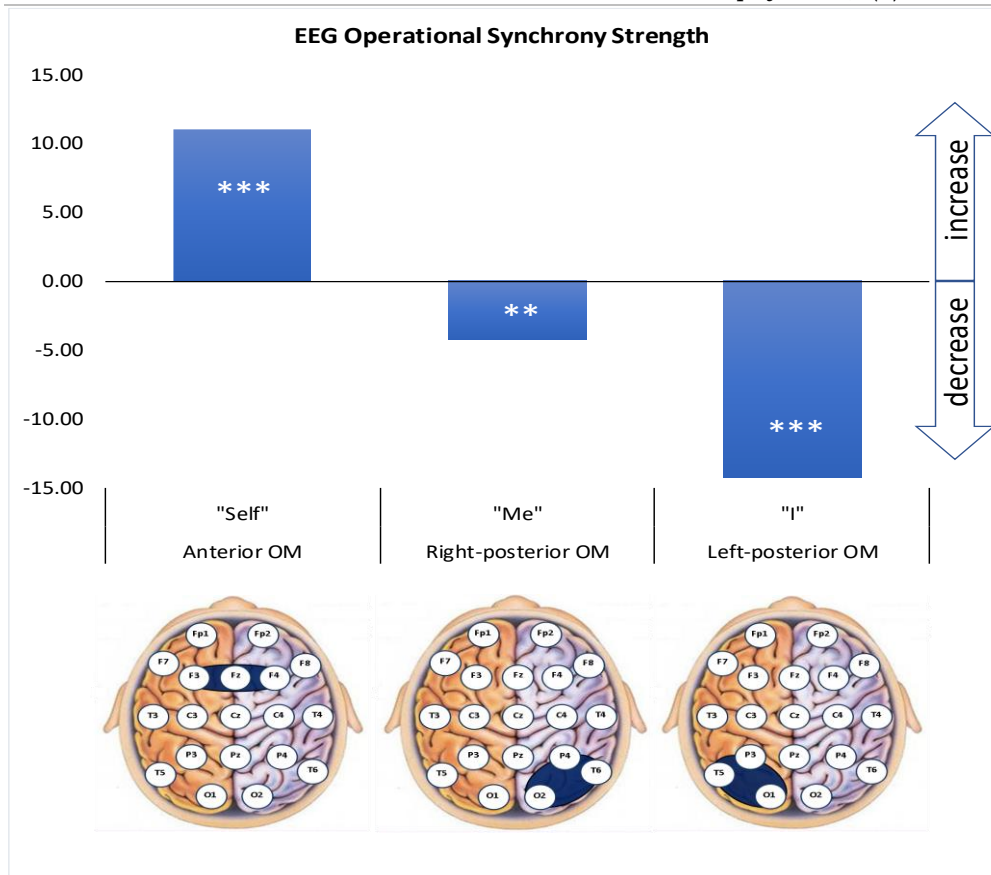 EEG Operational Synchrony Strength
15.00
10.00
5.00
0.00
-5.00
-10.00
-15.00
***
**
***
increase
decrease
"Self" "Me" "I"
Anterior OM Right-posterior OM Left-posterior OM
Fp1 Fp2 Fp1 Fp2 Fp1 Fp2
F7 F8 F7 F8 F7 F8
F3 Fz F4 F3 Fz F4 F3 Fz F4
T3 C3 Cz C4 T4 T3 C3 Cz C4 T4 T3 C3 Cz C4 T4
P3 Pz P4 P3 Pz P4 P3 Pz P4
T5 T6 T5 T6 T5 T6
O1 O2 O1 O2 O1 O2